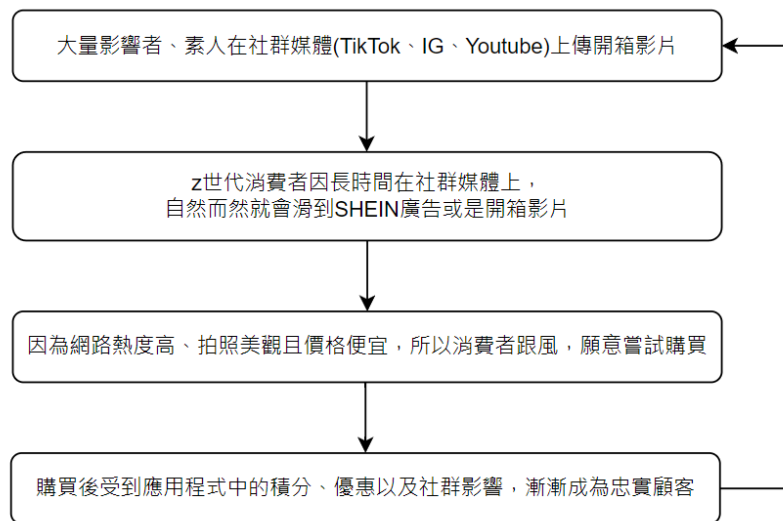 大量影響者、素人在社群媒體(TikTok、IG、Youtube)上傳開箱影片
z世代消費者因長時間在社群媒體上，
自然而然就會滑到SHEIN廣告或是開箱影片
因為網路熱度高、拍照美觀且價格便宜，所以消費者跟風，願意嘗試購買
購買後受到應用程式中的積分、優惠以及社群影響，漸漸成為忠實顧客